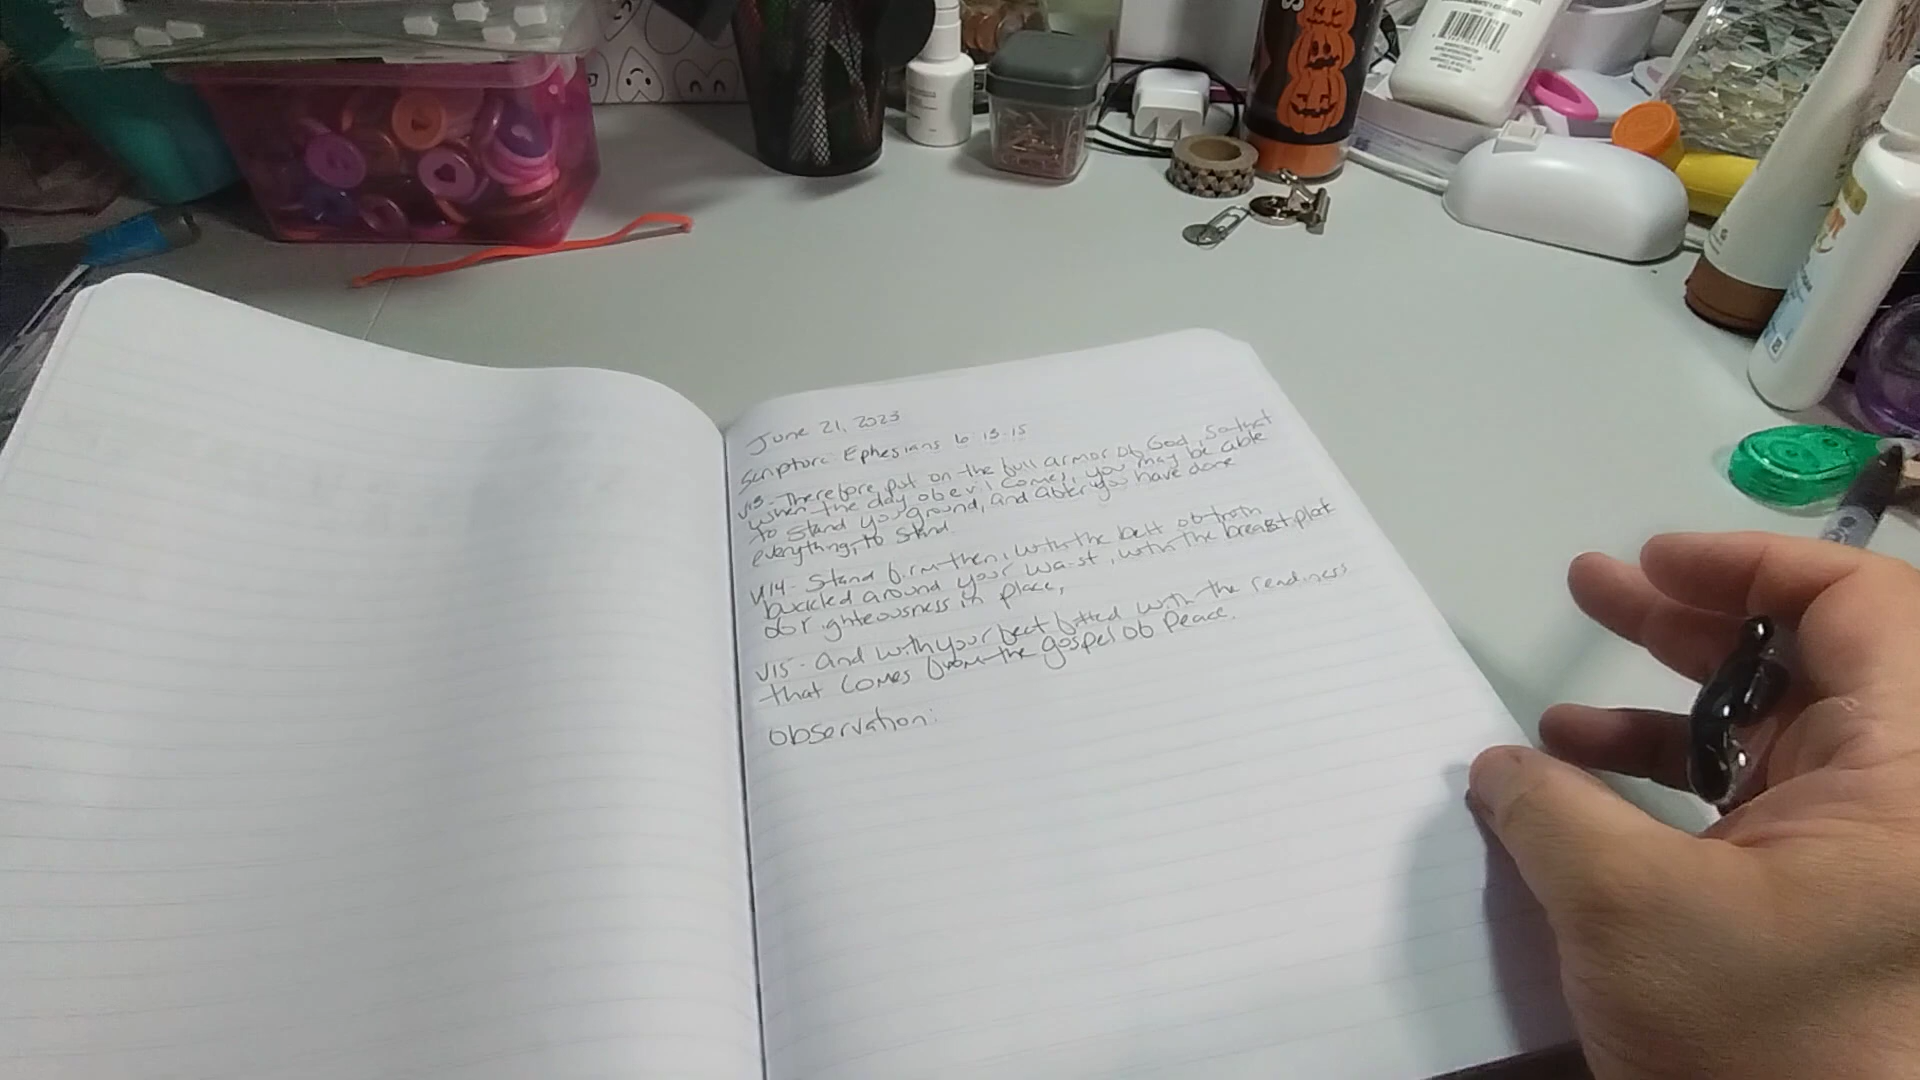 June 21, 2023
Scripture Ephesians 6 13-15
V13- Therefore put on the full armor of God, so that
when the day of evil comes, you may be able
to stand your ground, and after you have done
everything, to stand.
V14- Stand firm then, with the belt of truth
buckled around your waist, with the breastplate
of righteousness in place,
V15- and with your feet fitted with the readiness
that comes from the gospel of Peace.
Observation: